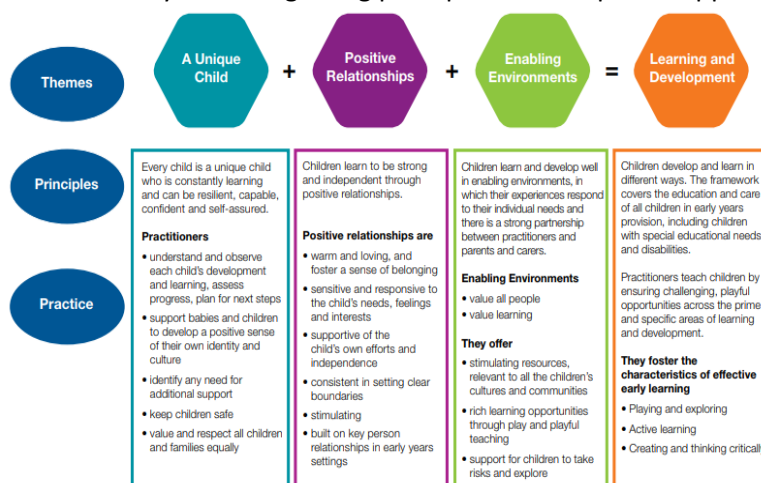 Themes
A Unique
Child
+
Positive
Relationships
+
Enabling
Environments
=
Learning and
Development
Principles
Every child is a unique child
who is constantly learning
and can be resilient, capable,
confident and self-assured.
Children learn to be strong
and independent through
positive relationships.
Children learn and develop well
in enabling environments, in
which their experiences respond
to their individual needs and
there is a strong partnership
between practitioners and
parents and carers.
Children develop and learn in
different ways. The framework
covers the education and care
of all children in early years
provision, including children
with special educational needs
and disabilities.
Practice
Practitioners
• understand and observe
each child's development
and learning, assess
progress, plan for next steps
• support babies and children
to develop a positive sense
of their own identity and
culture
• identify any need for
additional support
• keep children safe
• value and respect all children
and families equally
Positive relationships are
• warm and loving, and
foster a sense of belonging
• sensitive and responsive to
the child's needs, feelings
and interests
• supportive of the
child's own efforts and
independence
• consistent in setting clear
boundaries
• stimulating
• built on key person
relationships in early years
settings
Enabling Environments
• value all people
• value learning
They offer
• stimulating resources,
relevant to all the children's
cultures and communities
• rich learning opportunities
through play and playful
teaching
• support for children to take
risks and explore
Practitioners teach children by
ensuring challenging, playful
opportunities across the prime
and specific areas of learning
and development.
They foster the
characteristics of effective
early learning
• Playing and exploring
• Active learning
• Creating and thinking critically